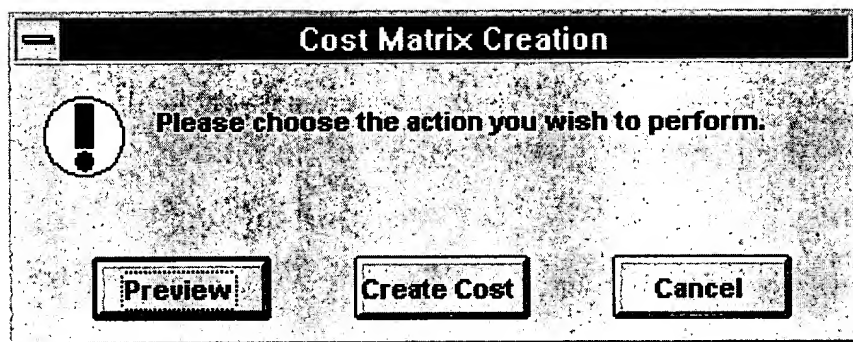 Cost Matrix Creation
Please choose the action you wish to perform.
Preview
Create Cost
Cancel